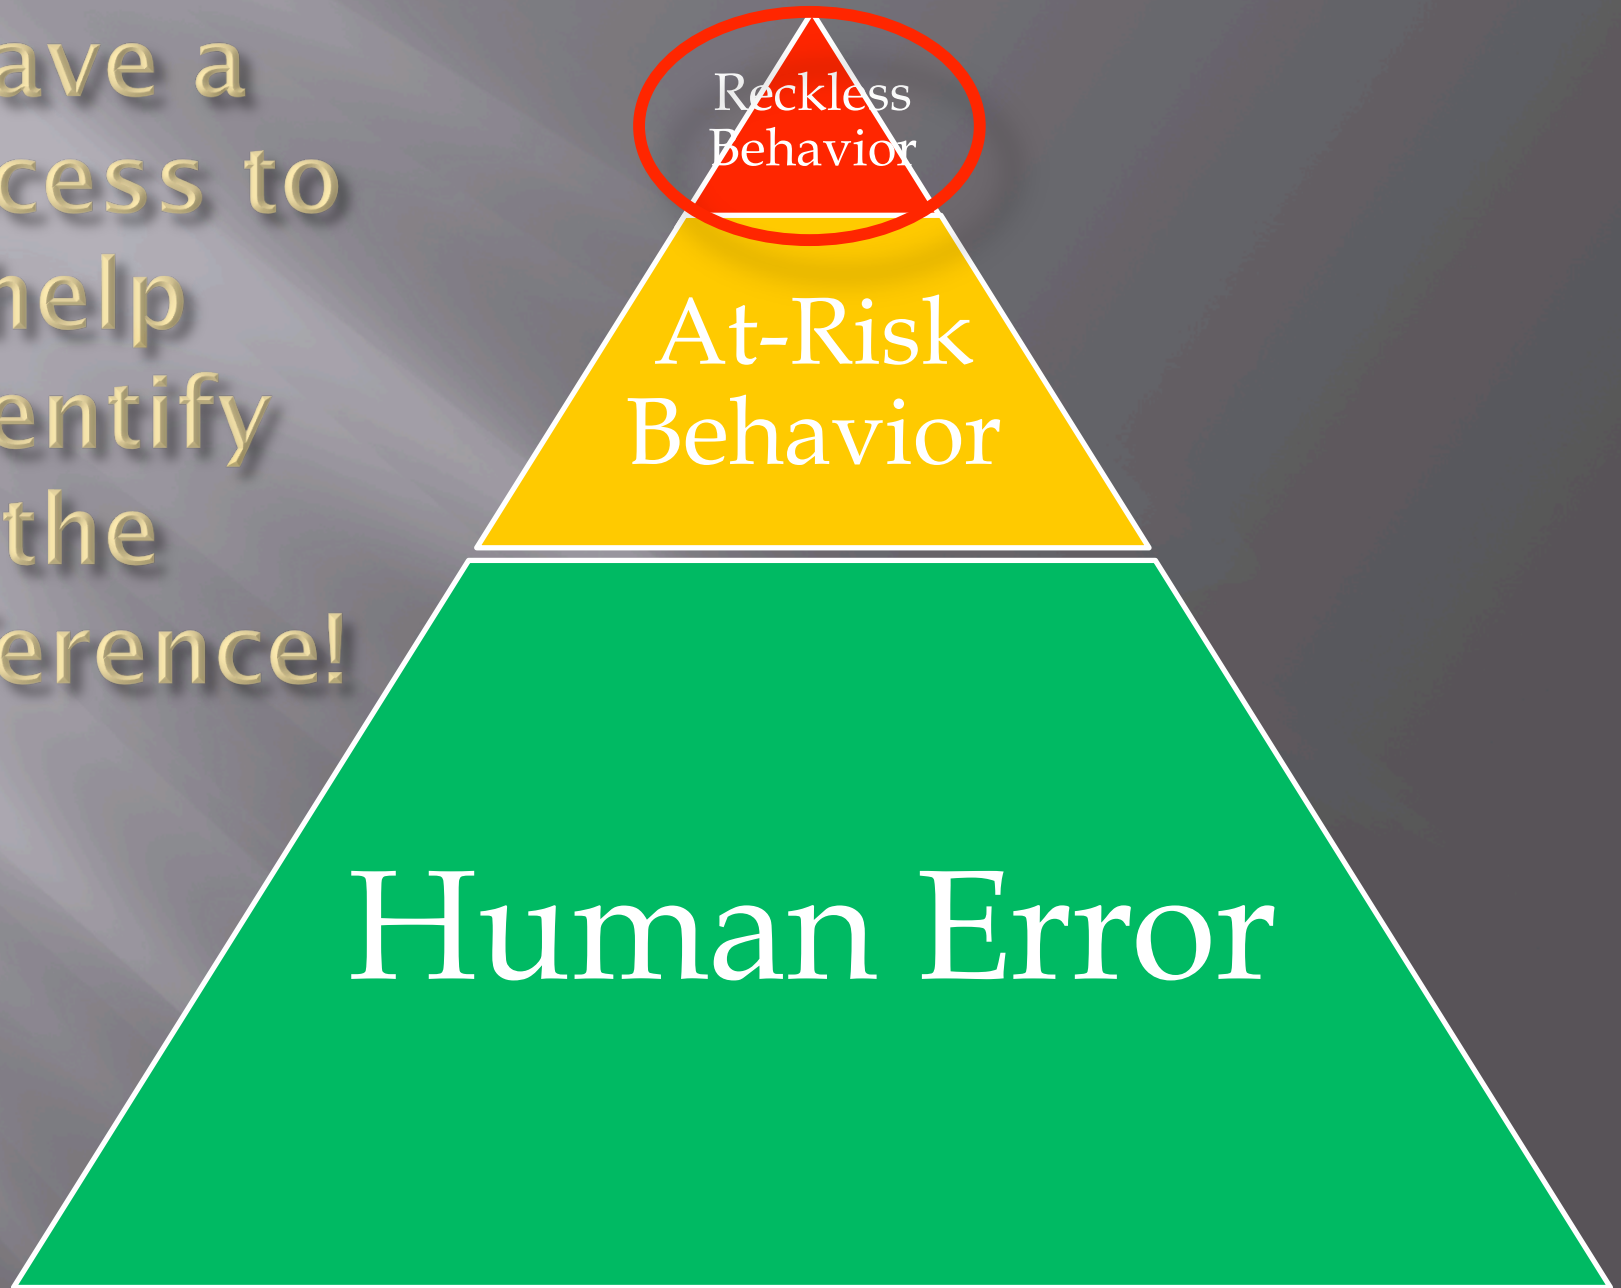 ave a
cess to
help
entify
the
erence!
Reckless
Behavior
At-Risk
Behavior
Human Error